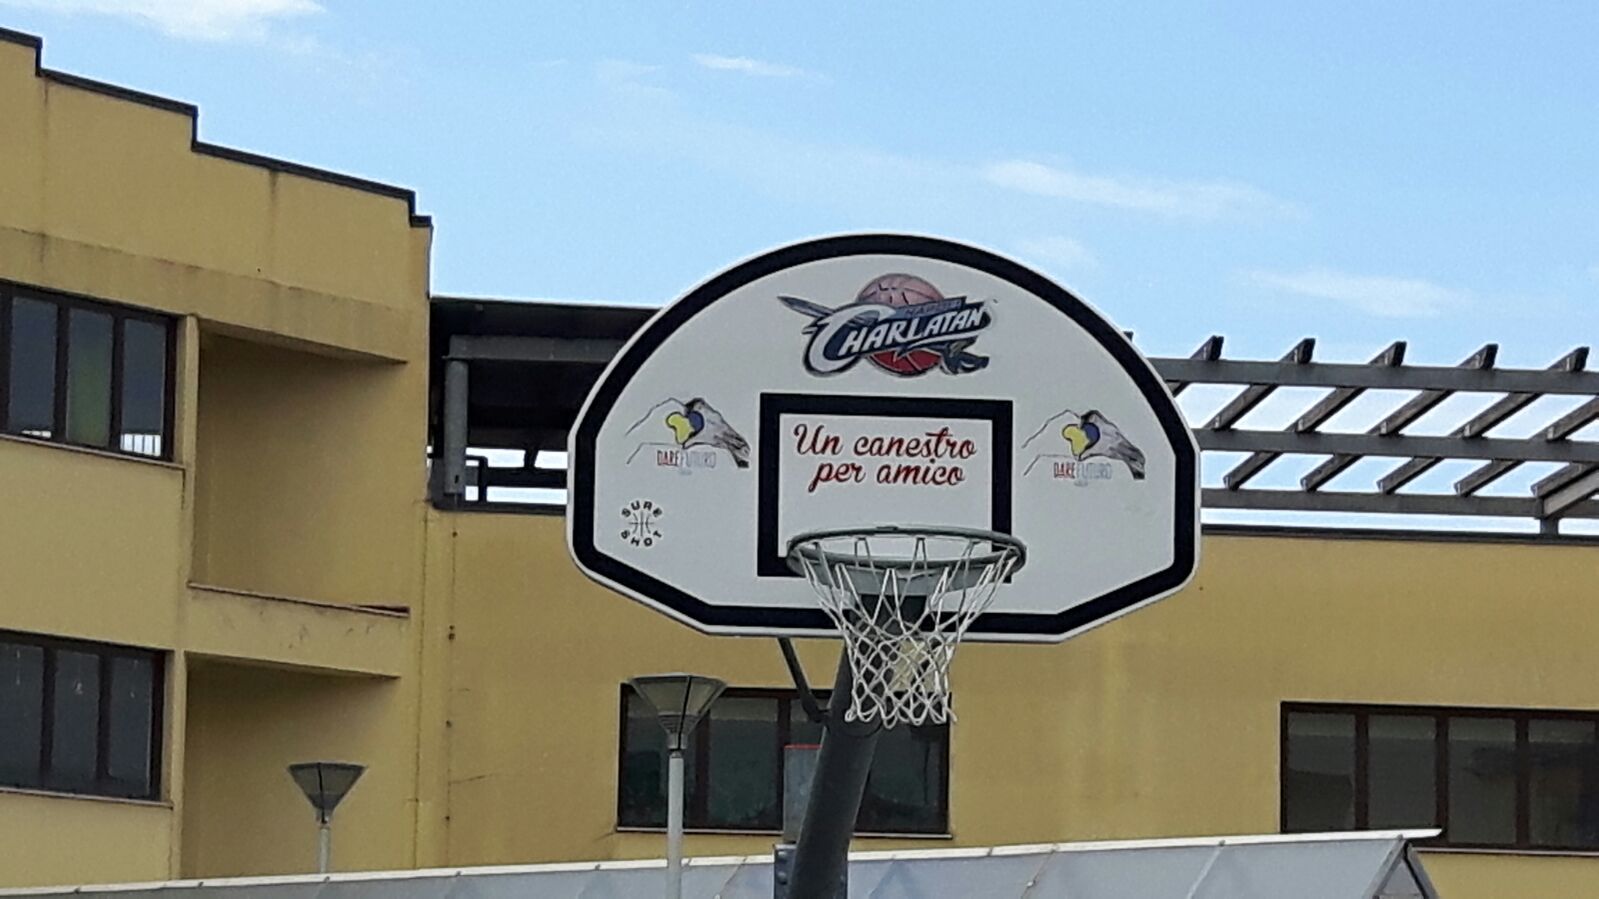 CHARLATAN
Un canestro
per amico
DARE FUTURO
DARE FUTURO
SURE
SHOT